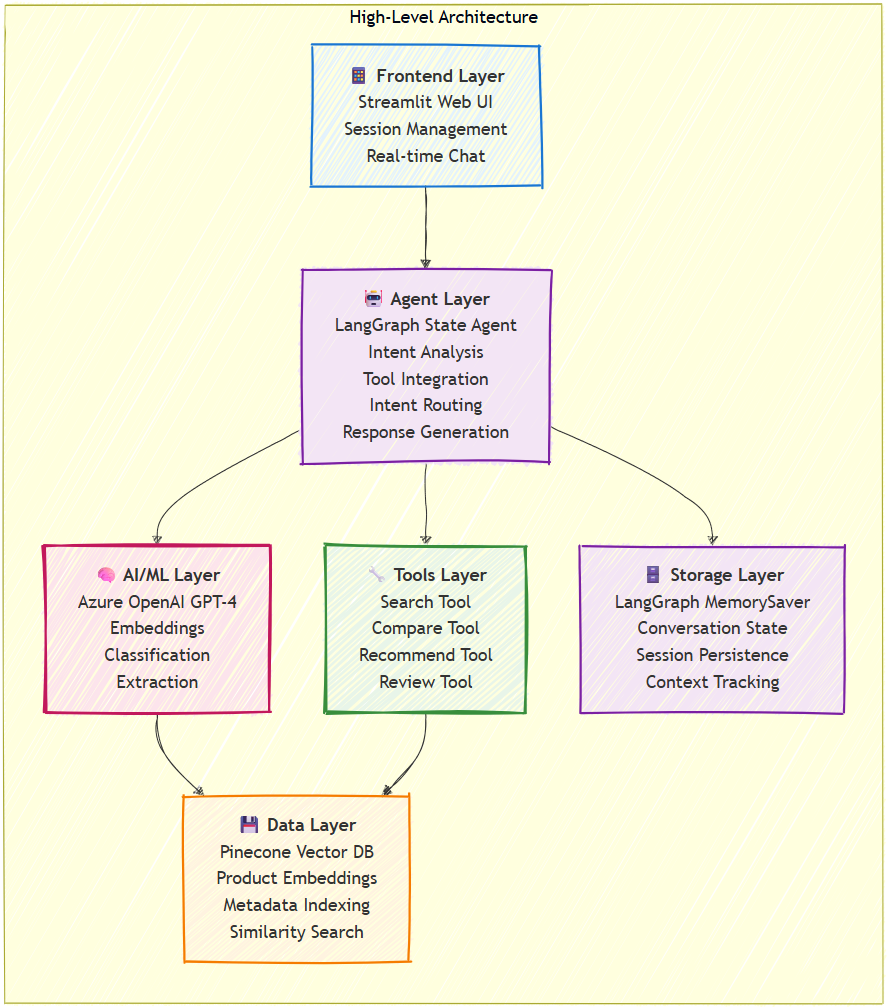 High-Level Architecture
Frontend Layer
Streamlit Web UI
Session Management
Real-time Chat
Agent Layer
LangGraph State Agent
Intent Analysis
Tool Integration
Intent Routing
Response Generation
AI/ML Layer
Azure OpenAI GPT-4
Embeddings
Classification
Extraction
Tools Layer
Search Tool
Compare Tool
Recommend Tool
Review Tool
Storage Layer
LangGraph MemorySaver
Conversation State
Session Persistence
Context Tracking
Data Layer
Pinecone Vector DB
Product Embeddings
Metadata Indexing
Similarity Search